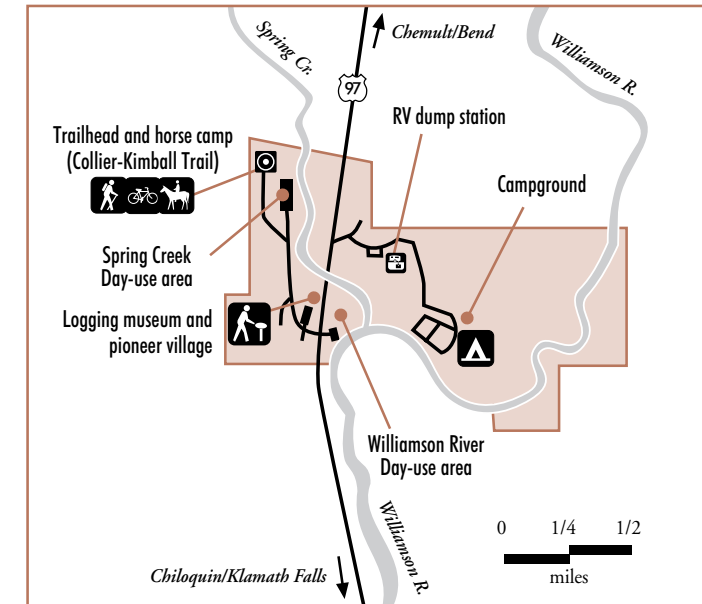 Chemult/Bend
Spring Cr.
Williamson R.
97
RV dump station
Trailhead and horse camp
(Collier-Kimball Trail)
Campground
Spring Creek
Day-use area
Logging museum and
pioneer village
Williamson River
Day-use area
Williamson R.
0 1/4 1/2
miles
Chiloquin/Klamath Falls